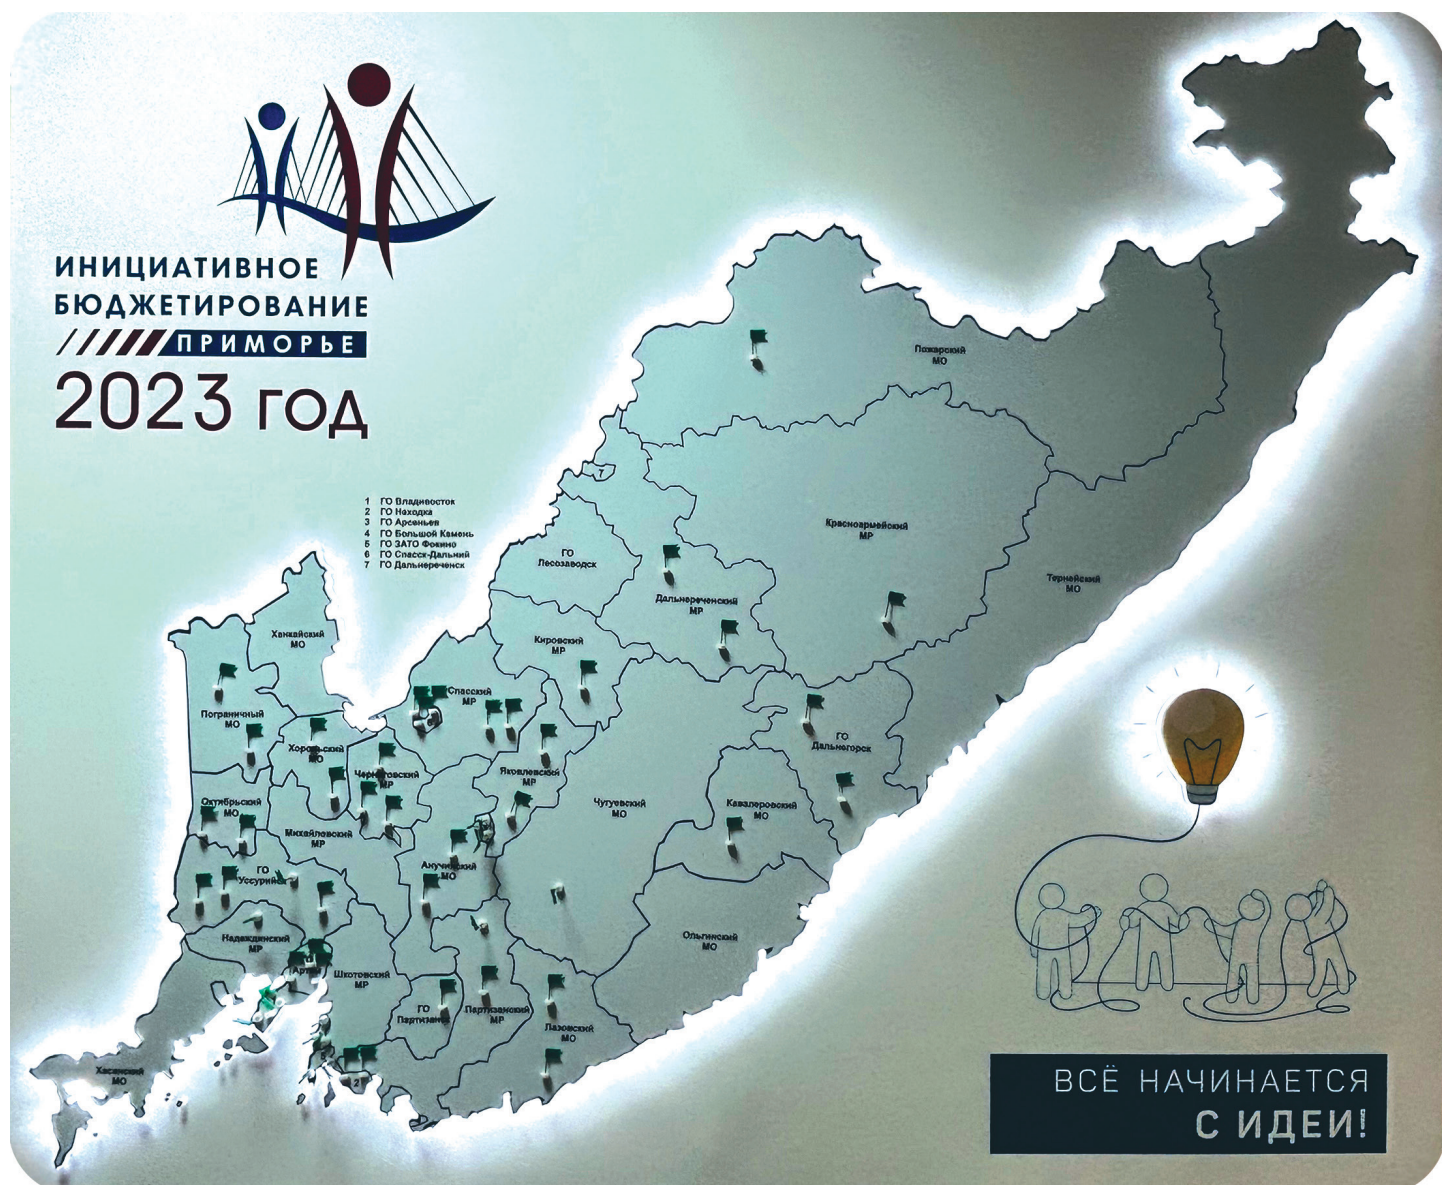 ИНИЦИАТИВНОЕ
БЮДЖЕТИРОВАНИЕ
ПРИМОРЬЕ
2023 ГОД
1 ГО Владивосток
2 ГО Находка
3 ГО Арсеньев
4 ГО Большой Камень
5 ГО ЗАТО Фокино
6 ГО Спасск-Дальний
7 ГО Дальнереченск
Пожарский
МО
7
Красноармейский
МР
ГО
Лесозаводск
Тернейский
МО
Дальнереченский
МР
Ханкайский
МО
Кировский
МР
Спасский
МР
Пограничный
МО
Хорольский
МО
ГО
Дальнегорск
Черниговский
МР
Яковлевский
МР
Октябрьский
МО
Чугуевский
МО
Кавалеровский
МО
Михайловский
МР
Анучинский
МО
ГО
Уссурийск
Надеждинский
МР
Ольгинский
МО
Артём
Шкотовский
МР
ГО
Партизанск
Партизанский
МР
Лазовский
МО
Хасанский
МО
2
ВСЁ НАЧИНАЕТСЯ
С ИДЕИ!